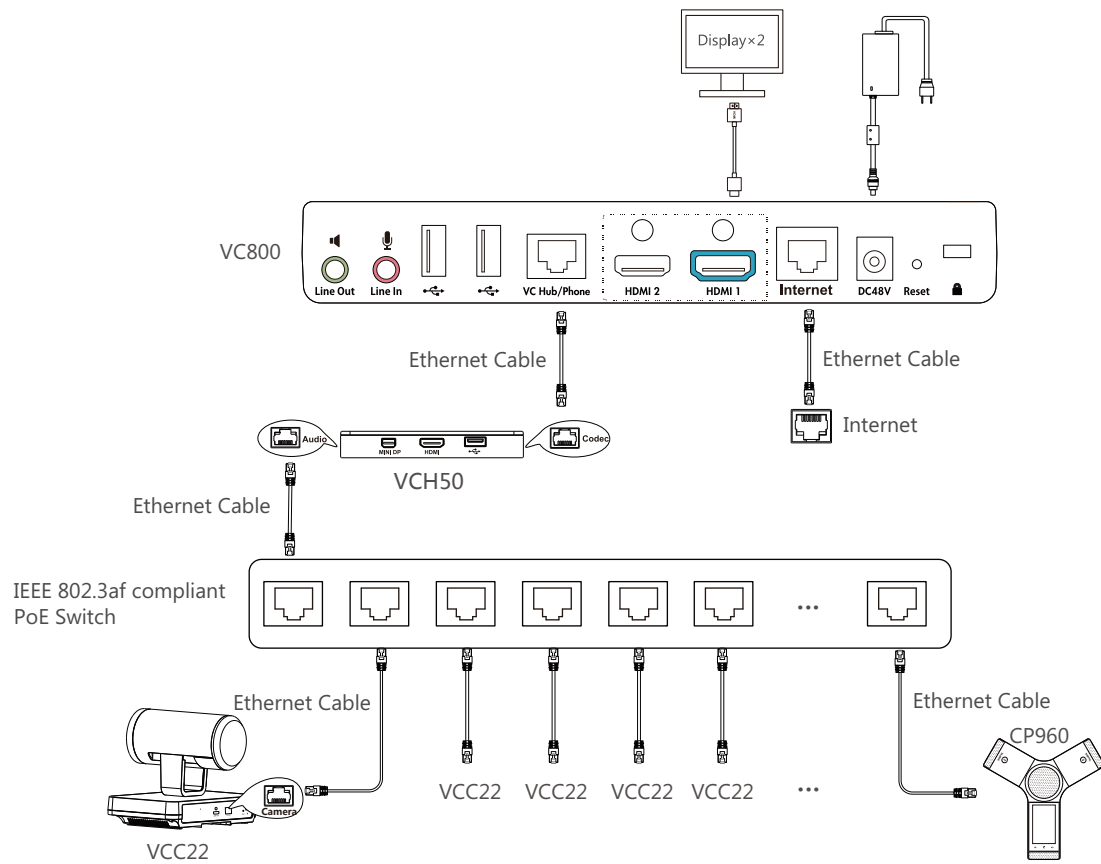 Display×2
VC800
Line Out
Line In
VC Hub/Phone
HDMI 2
HDMI 1
Internet
DC48V
Reset
Ethernet Cable
Ethernet Cable
Internet
Audio
MINI DP
HDMI
Codec
VCH50
Ethernet Cable
IEEE 802.3af compliant
PoE Switch
...
Ethernet Cable
Ethernet Cable
CP960
Camera
VCC22
VCC22
VCC22
VCC22
...
VCC22